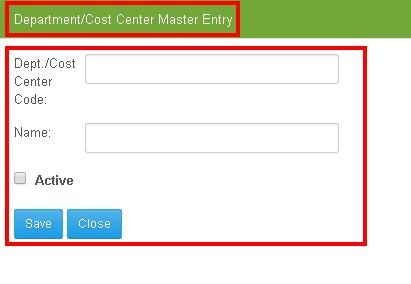 Department/Cost Center Master Entry
Dept./Cost
Center
Code:
Name:
Active
Save Close